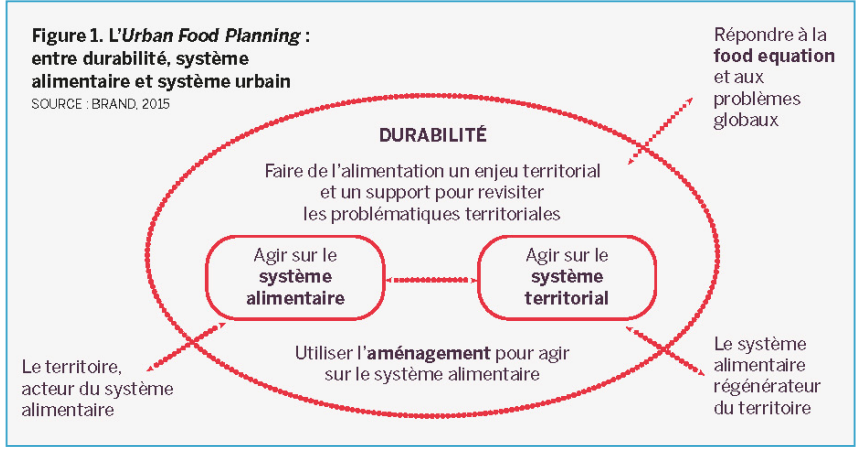 Figure 1. L’Urban Food Planning :
entre durabilité, système
alimentaire et système urbain
SOURCE : BRAND, 2015
Répondre à la
food equation
et aux
problèmes
globaux
DURABILITÉ
Faire de l’alimentation un enjeu territorial
et un support pour revisiter
les problématiques territoriales
Agir sur le
système
alimentaire
Agir sur le
système
territorial
Utiliser l’aménagement pour agir
sur le système alimentaire
Le territoire,
acteur du système
alimentaire
Le système
alimentaire
régénérateur
du territoire